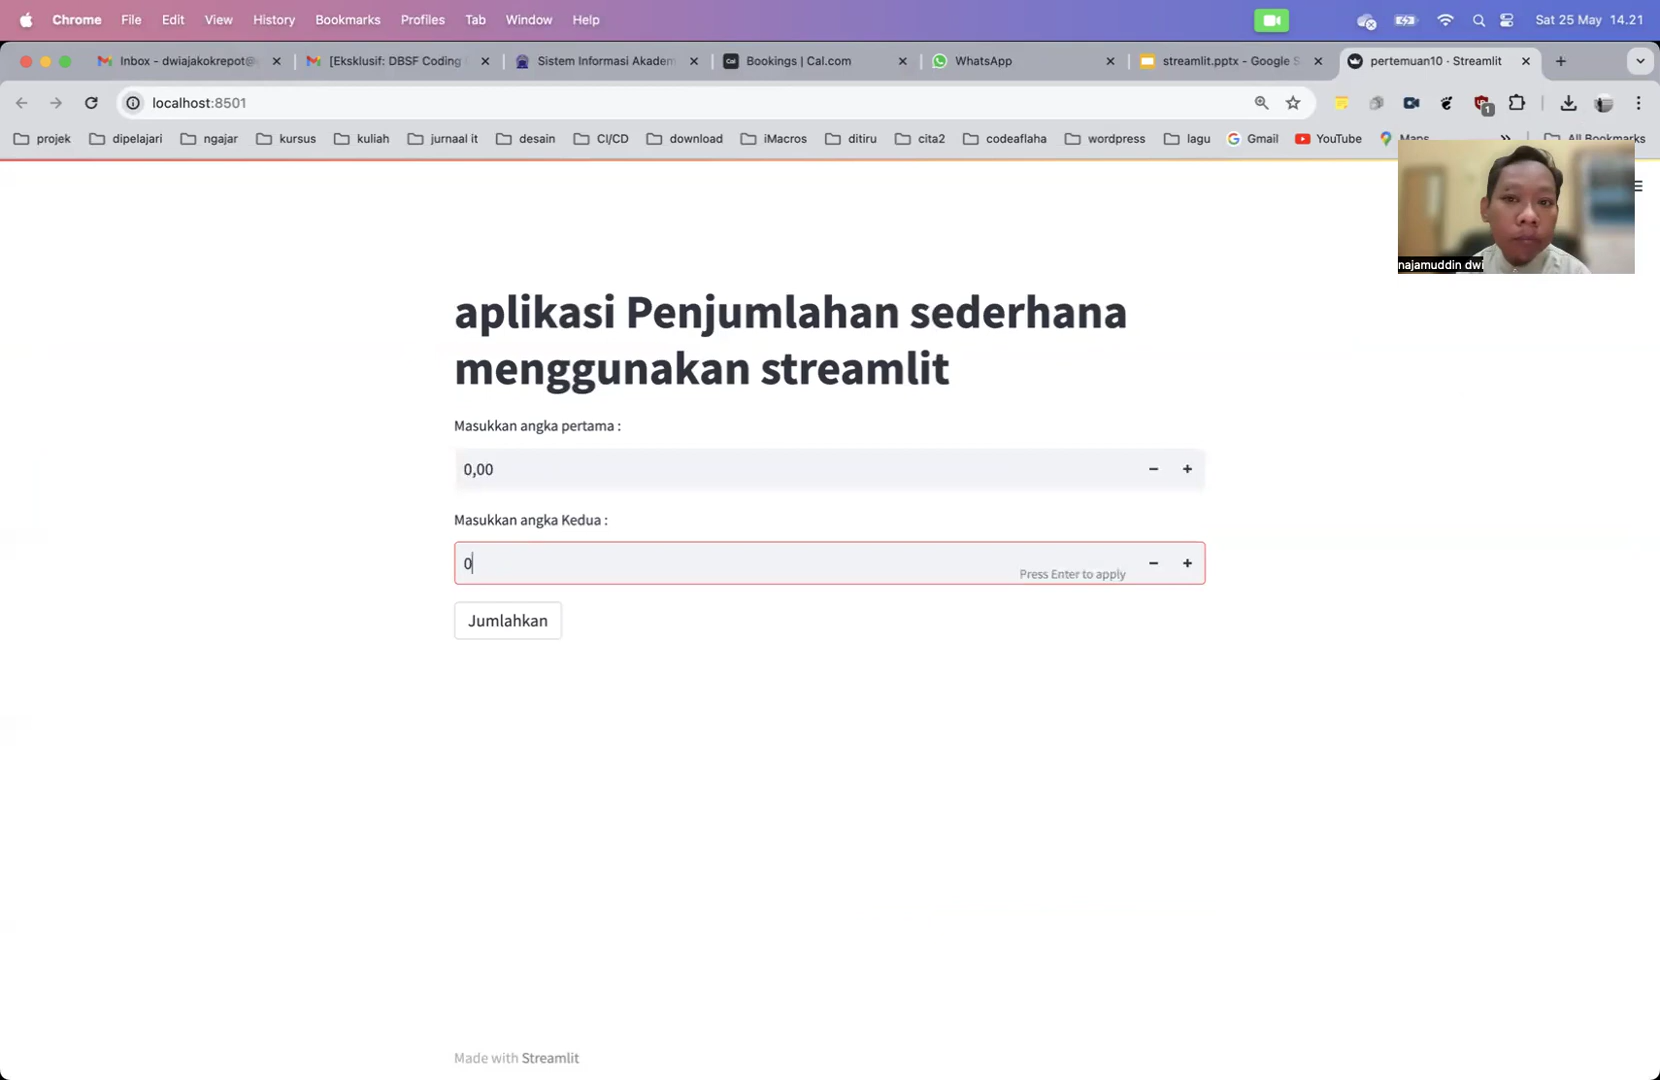 Chrome File Edit View History Bookmarks Profiles Tab Window Help Sat 25 May 14.21
Inbox - dwiajakokrepot@ [Eksklusif: DBSF Coding Sistem Informasi Akadem Bookings | Cal.com WhatsApp streamlit.pptx - Google S pertemuan10 · Streamlit
localhost:8501
1
projek dipelajari ngajar kursus kuliah jurnaal it desain CI/CD download iMacros ditiru cita2 codeaflaha wordpress lagu Gmail YouTube Maps » All Bookmarks
najamuddin dwi
aplikasi Penjumlahan sederhana
menggunakan streamlit
Masukkan angka pertama :
0,00
Masukkan angka Kedua :
0
Press Enter to apply
Jumlahkan
Made with Streamlit